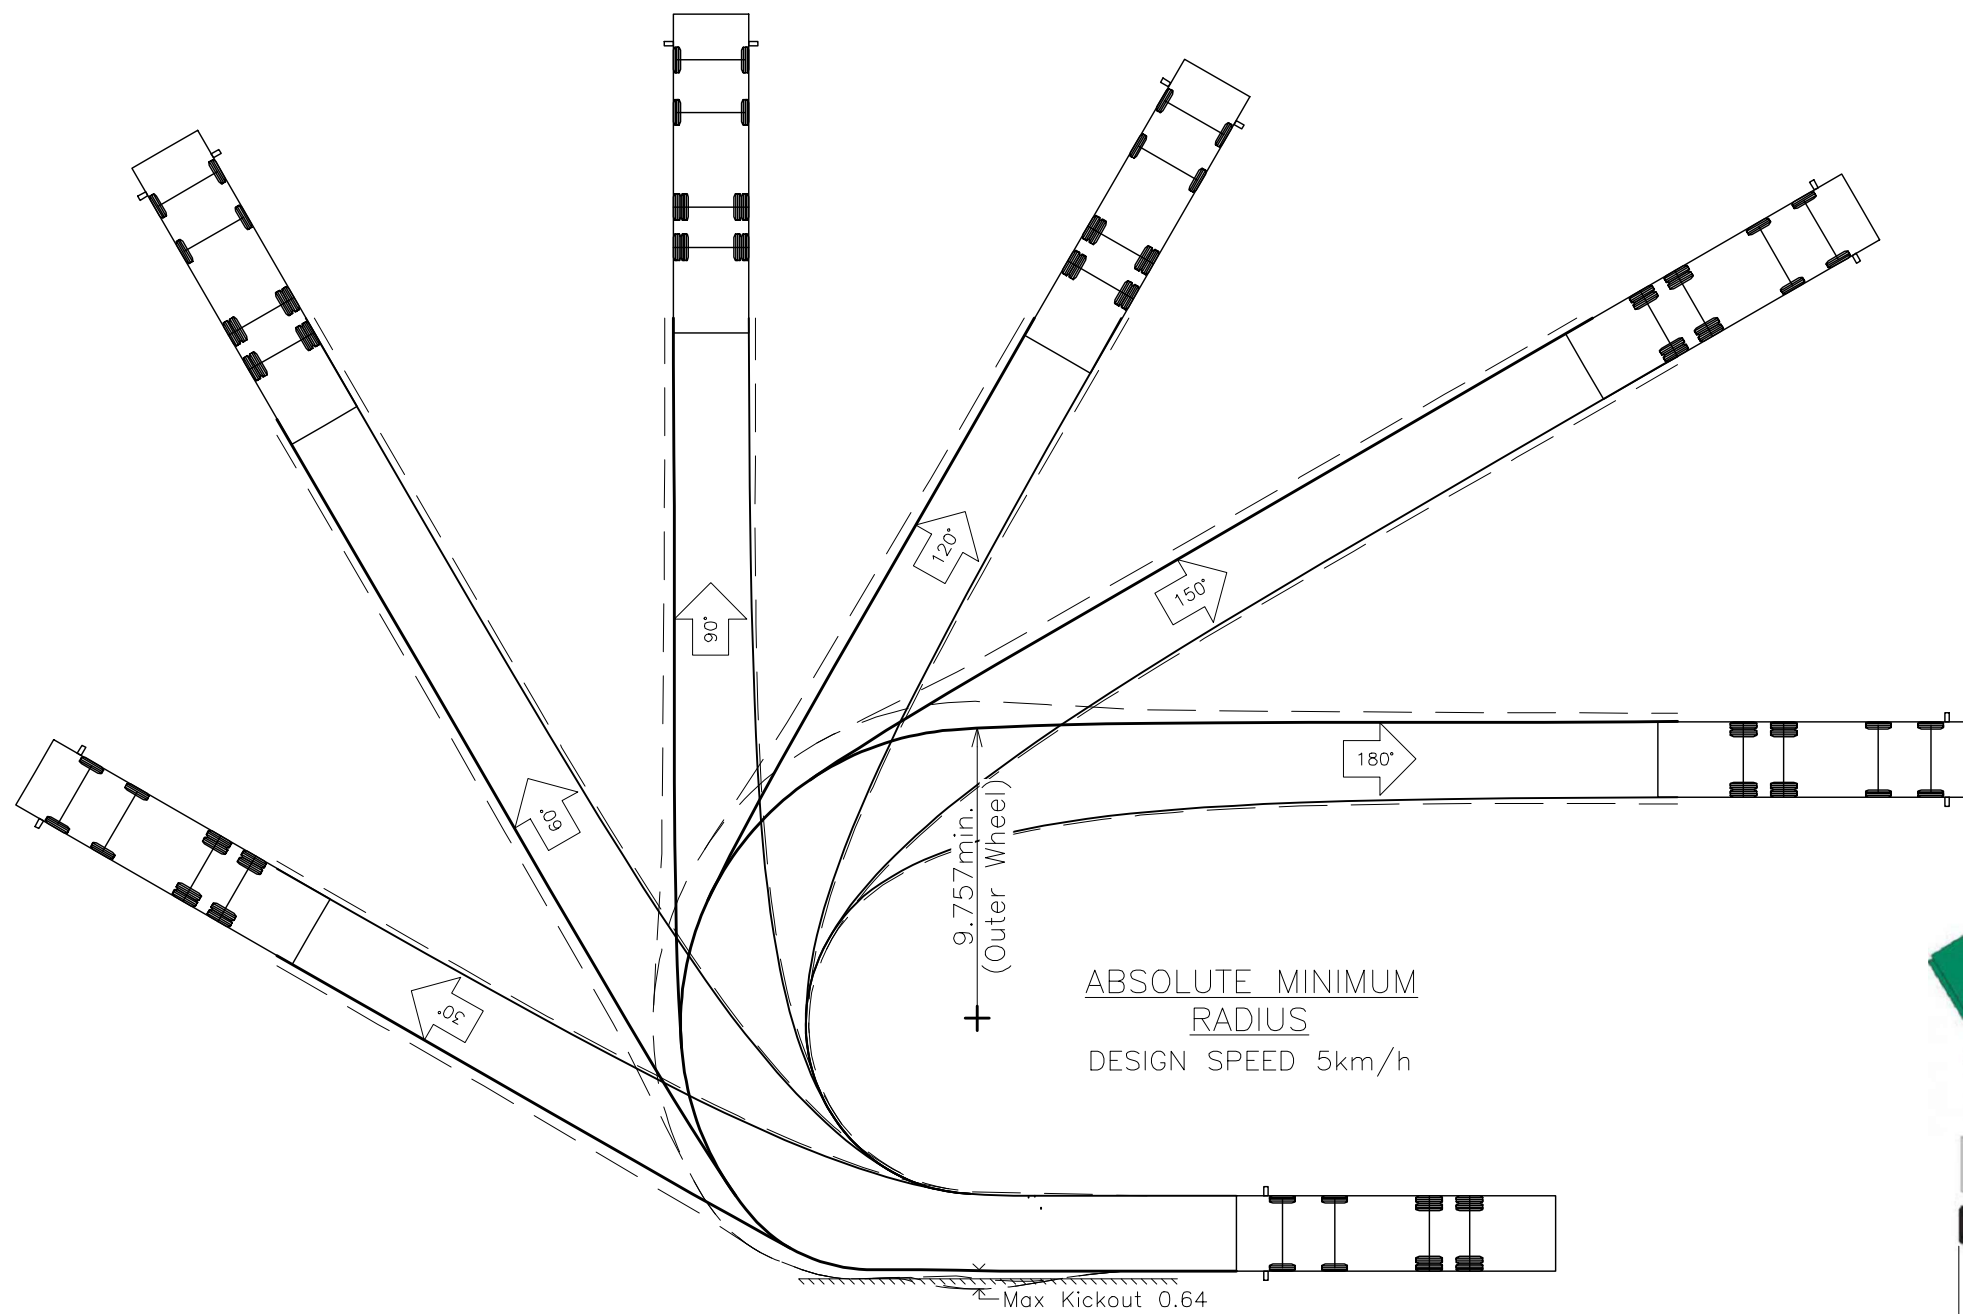 120°
150°
90°
180°
60°
30°
9.757min.
(Outer Wheel)
ABSOLUTE MINIMUM
RADIUS
DESIGN SPEED 5km/h
Max Kickout 0.64